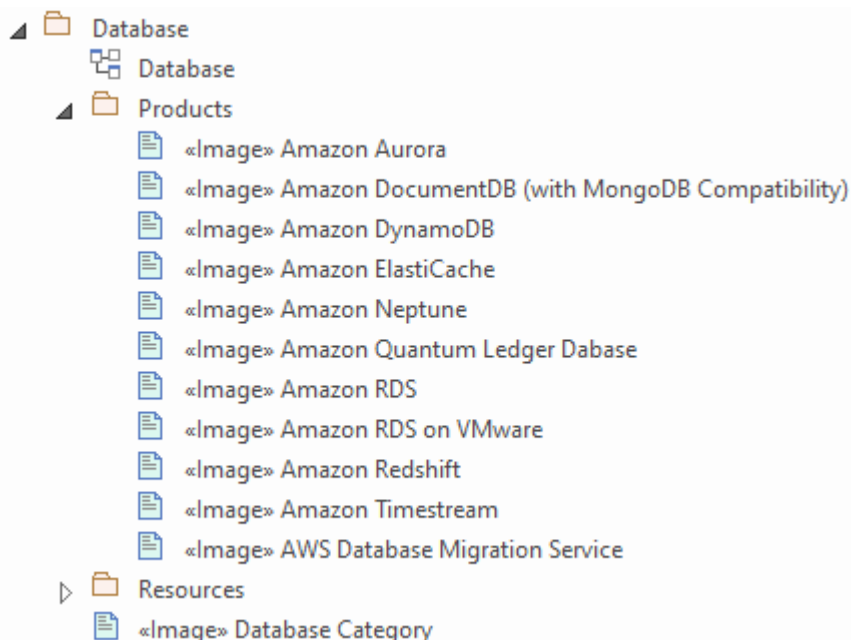 Database
Database
Products
«Image» Amazon Aurora
«Image» Amazon DocumentDB (with MongoDB Compatibility)
«Image» Amazon DynamoDB
«Image» Amazon ElastiCache
«Image» Amazon Neptune
«Image» Amazon Quantum Ledger Dabase
«Image» Amazon RDS
«Image» Amazon RDS on VMware
«Image» Amazon Redshift
«Image» Amazon Timestream
«Image» AWS Database Migration Service
Resources
«Image» Database Category